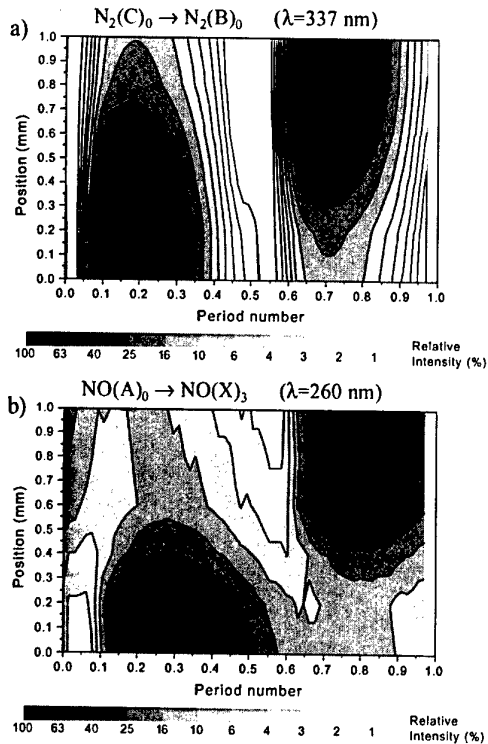 a) N₂(C)₀ → N₂(B)₀ (λ=337 nm)
Position (mm)
1.0
0.9
0.8
0.7
0.6
0.5
0.4
0.3
0.2
0.1
0.0
0.0 0.1 0.2 0.3 0.4 0.5 0.6 0.7 0.8 0.9 1.0
Period number
100 63 40 25 16 10 6 4 3 2 1 Relative
Intensity (%)
b) NO(A)₀ → NO(X)₃ (λ=260 nm)
Position (mm)
1.0
0.9
0.8
0.7
0.6
0.5
0.4
0.3
0.2
0.1
0.0
0.0 0.1 0.2 0.3 0.4 0.5 0.6 0.7 0.8 0.9 1.0
Period number
100 63 40 25 16 10 6 4 3 2 1 Relative
Intensity (%)